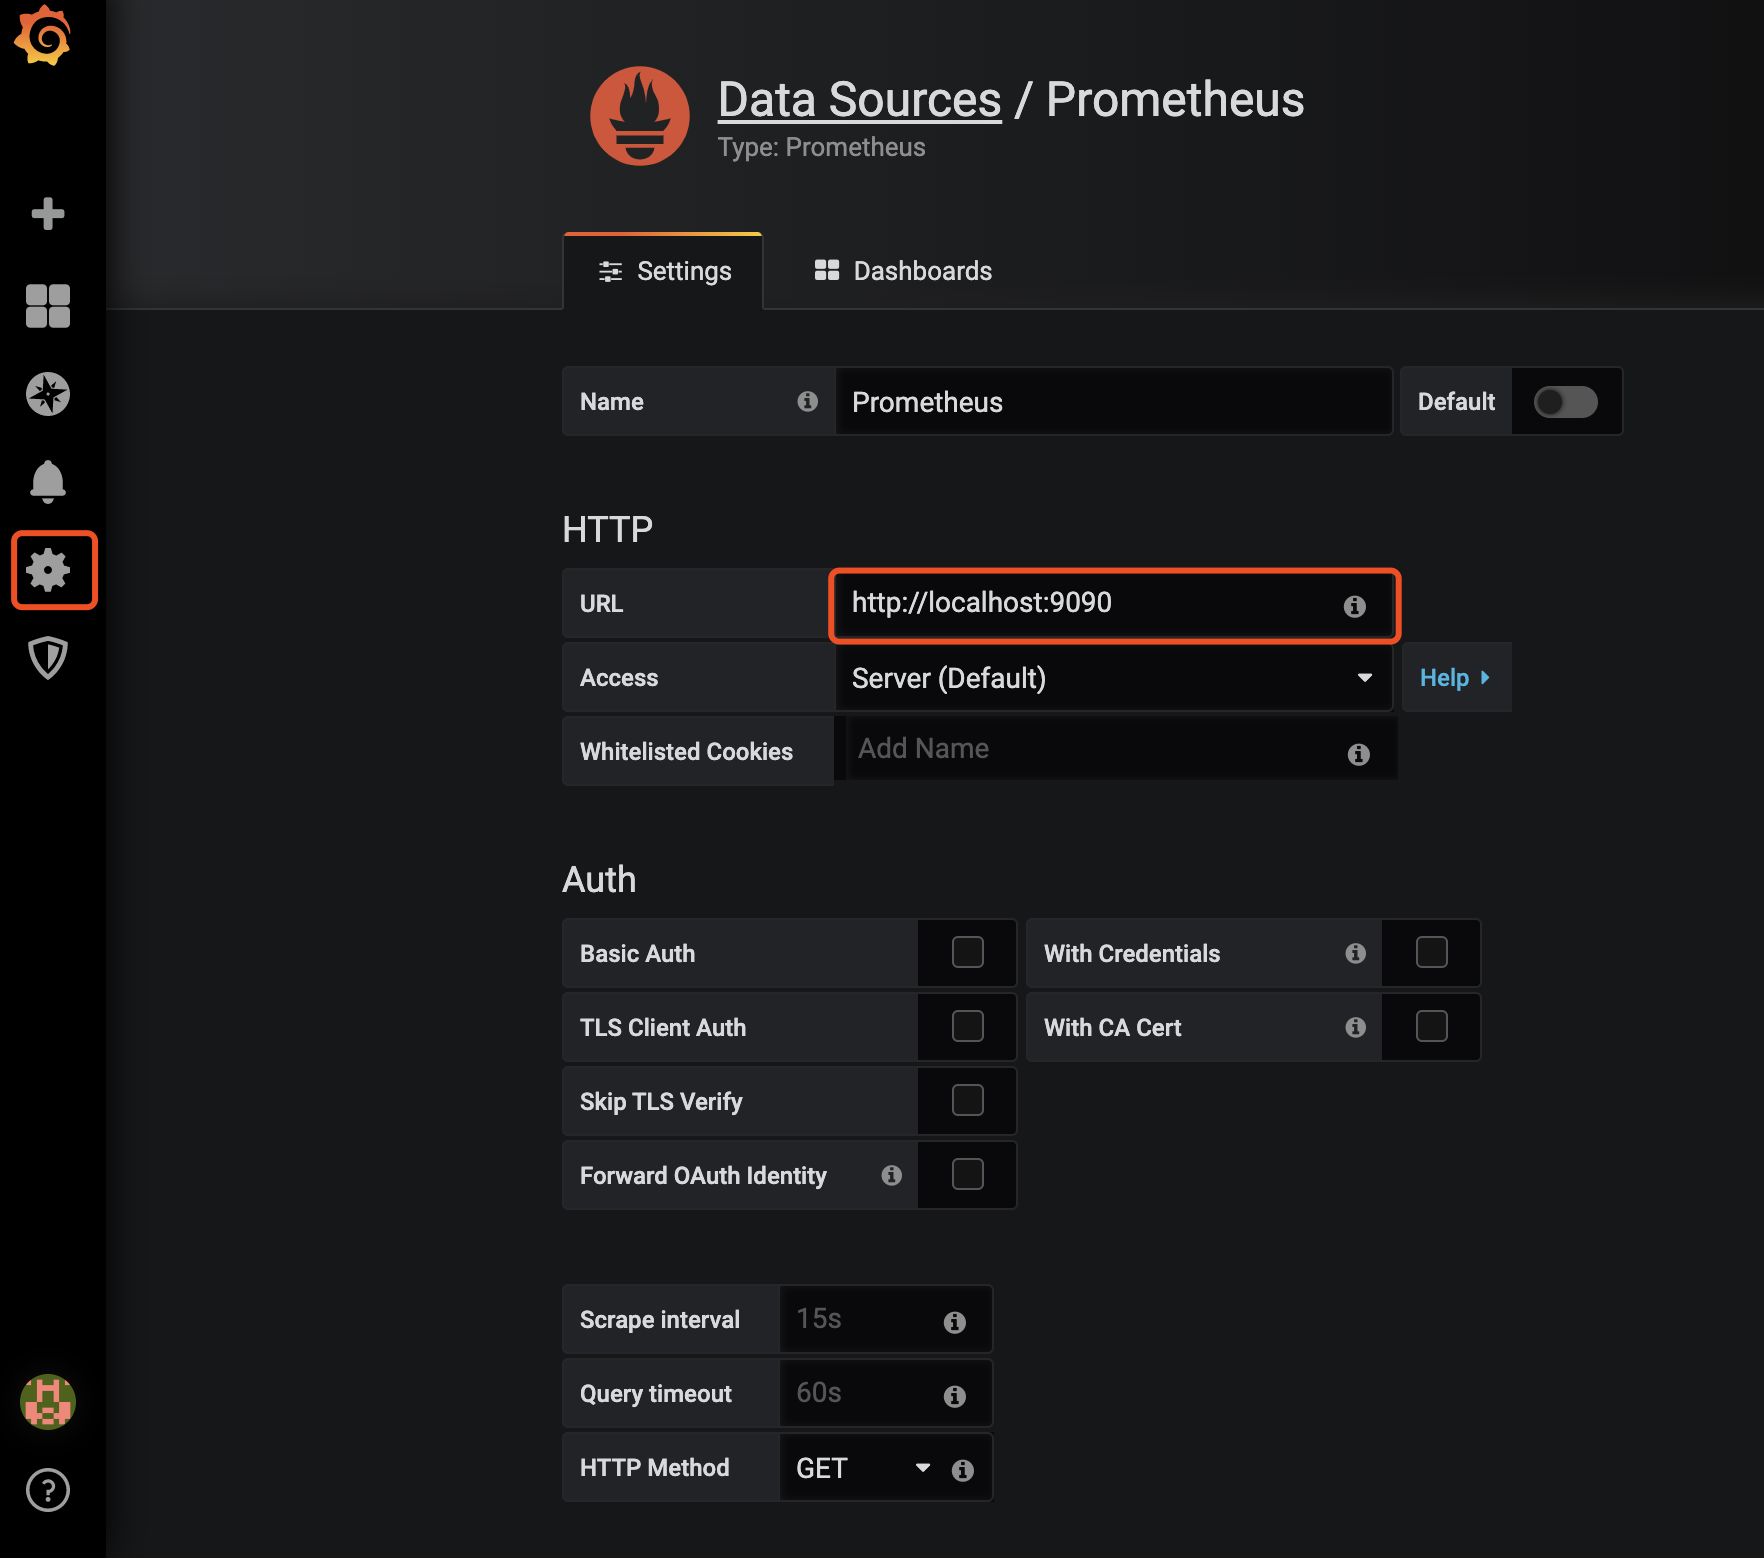 Data Sources / Prometheus
Type: Prometheus
Settings
Dashboards
Name
Prometheus
Default
HTTP
URL
http://localhost:9090
Access
Server (Default)
Help
Whitelisted Cookies
Add Name
Auth
Basic Auth
With Credentials
TLS Client Auth
With CA Cert
Skip TLS Verify
Forward OAuth Identity
Scrape interval
15s
Query timeout
60s
HTTP Method
GET